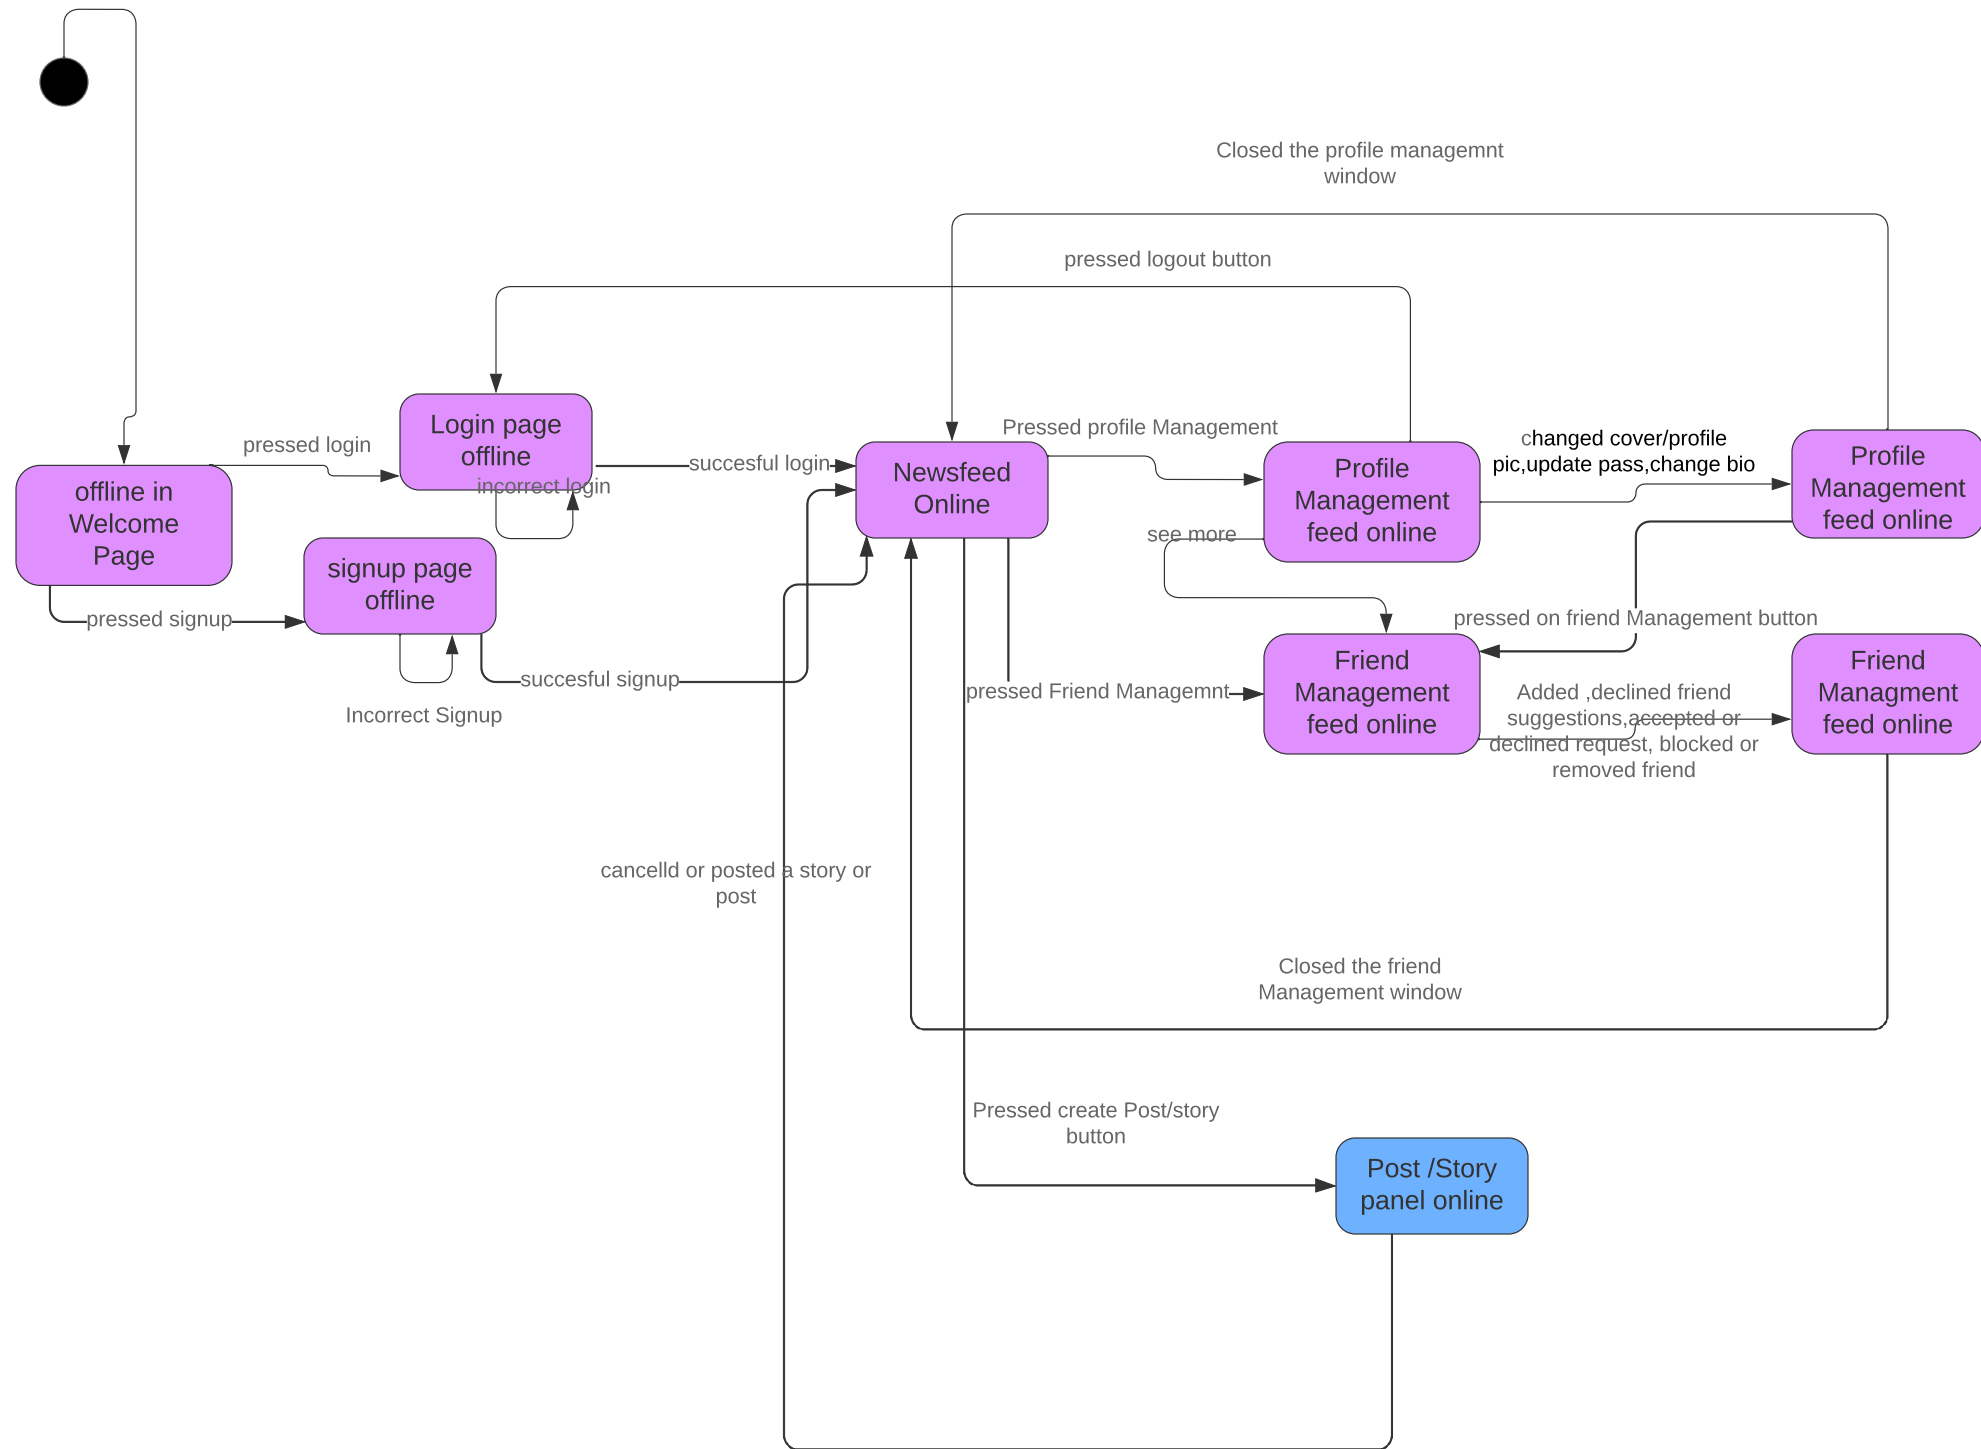 Closed the profile managemnt
window
pressed logout button
pressed login
Login page
offline
incorrect login
succesful login
offline in
Welcome
Page
pressed signup
signup page
offline
Incorrect Signup
succesful signup
Newsfeed
Online
Pressed profile Management
Profile
Management
feed online
changed cover/profile
pic,update pass,change bio
Profile
Management
feed online
see more
pressed on friend Management button
pressed Friend Managemnt
Friend
Management
feed online
Added ,declined friend
suggestions,accepted or
declined request, blocked or
removed friend
Friend
Managment
feed online
cancelld or posted a story or
post
Closed the friend
Management window
Pressed create Post/story
button
Post /Story
panel online